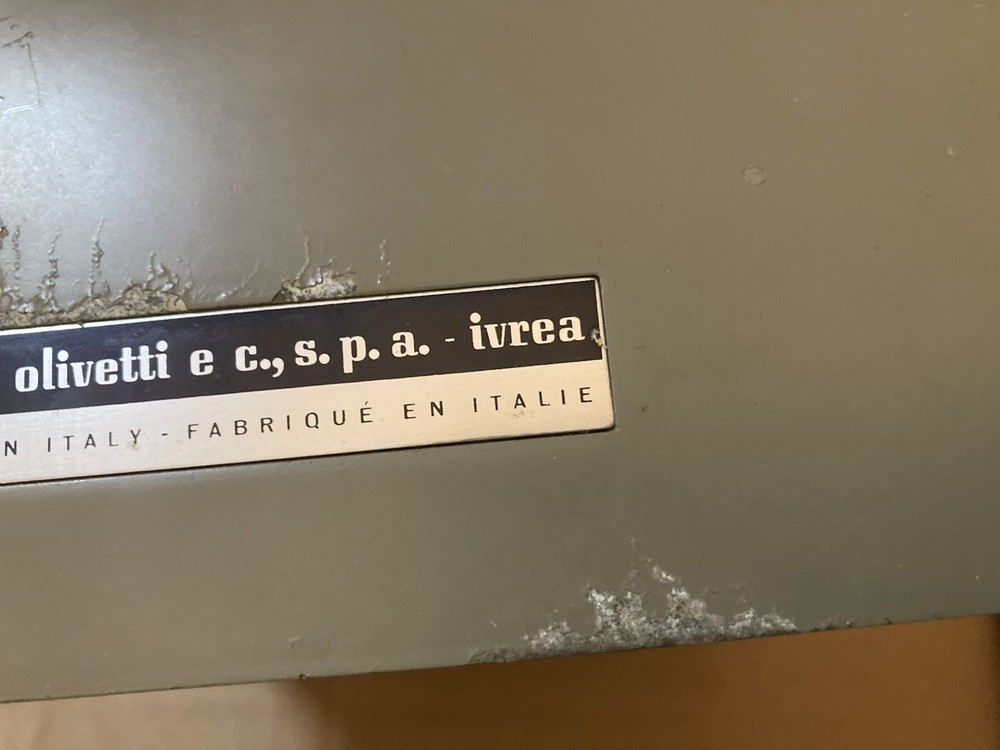 olivetti e c., s. p. a. - ivrea
N ITALY - FABRIQUÉ EN ITALIE